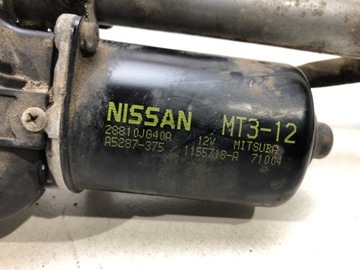 NISSAN MT3-12
28810JG40A 12V MITSUBA
A5287-375 / 1155718-A 71004